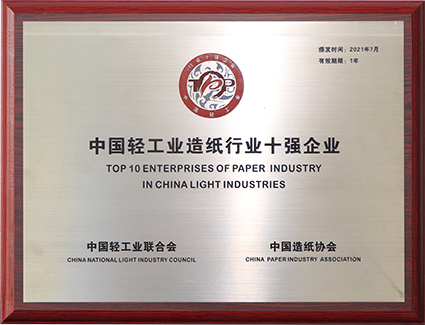 颁发时间：2021年7月
有效期限：1年
TOP
中国轻工业造纸行业十强企业
TOP 10 ENTERPRISES OF PAPER INDUSTRY
IN CHINA LIGHT INDUSTRIES
中国轻工业联合会
CHINA NATIONAL LIGHT INDUSTRY COUNCIL
中国造纸协会
CHINA PAPER INDUSTRY ASSOCIATION